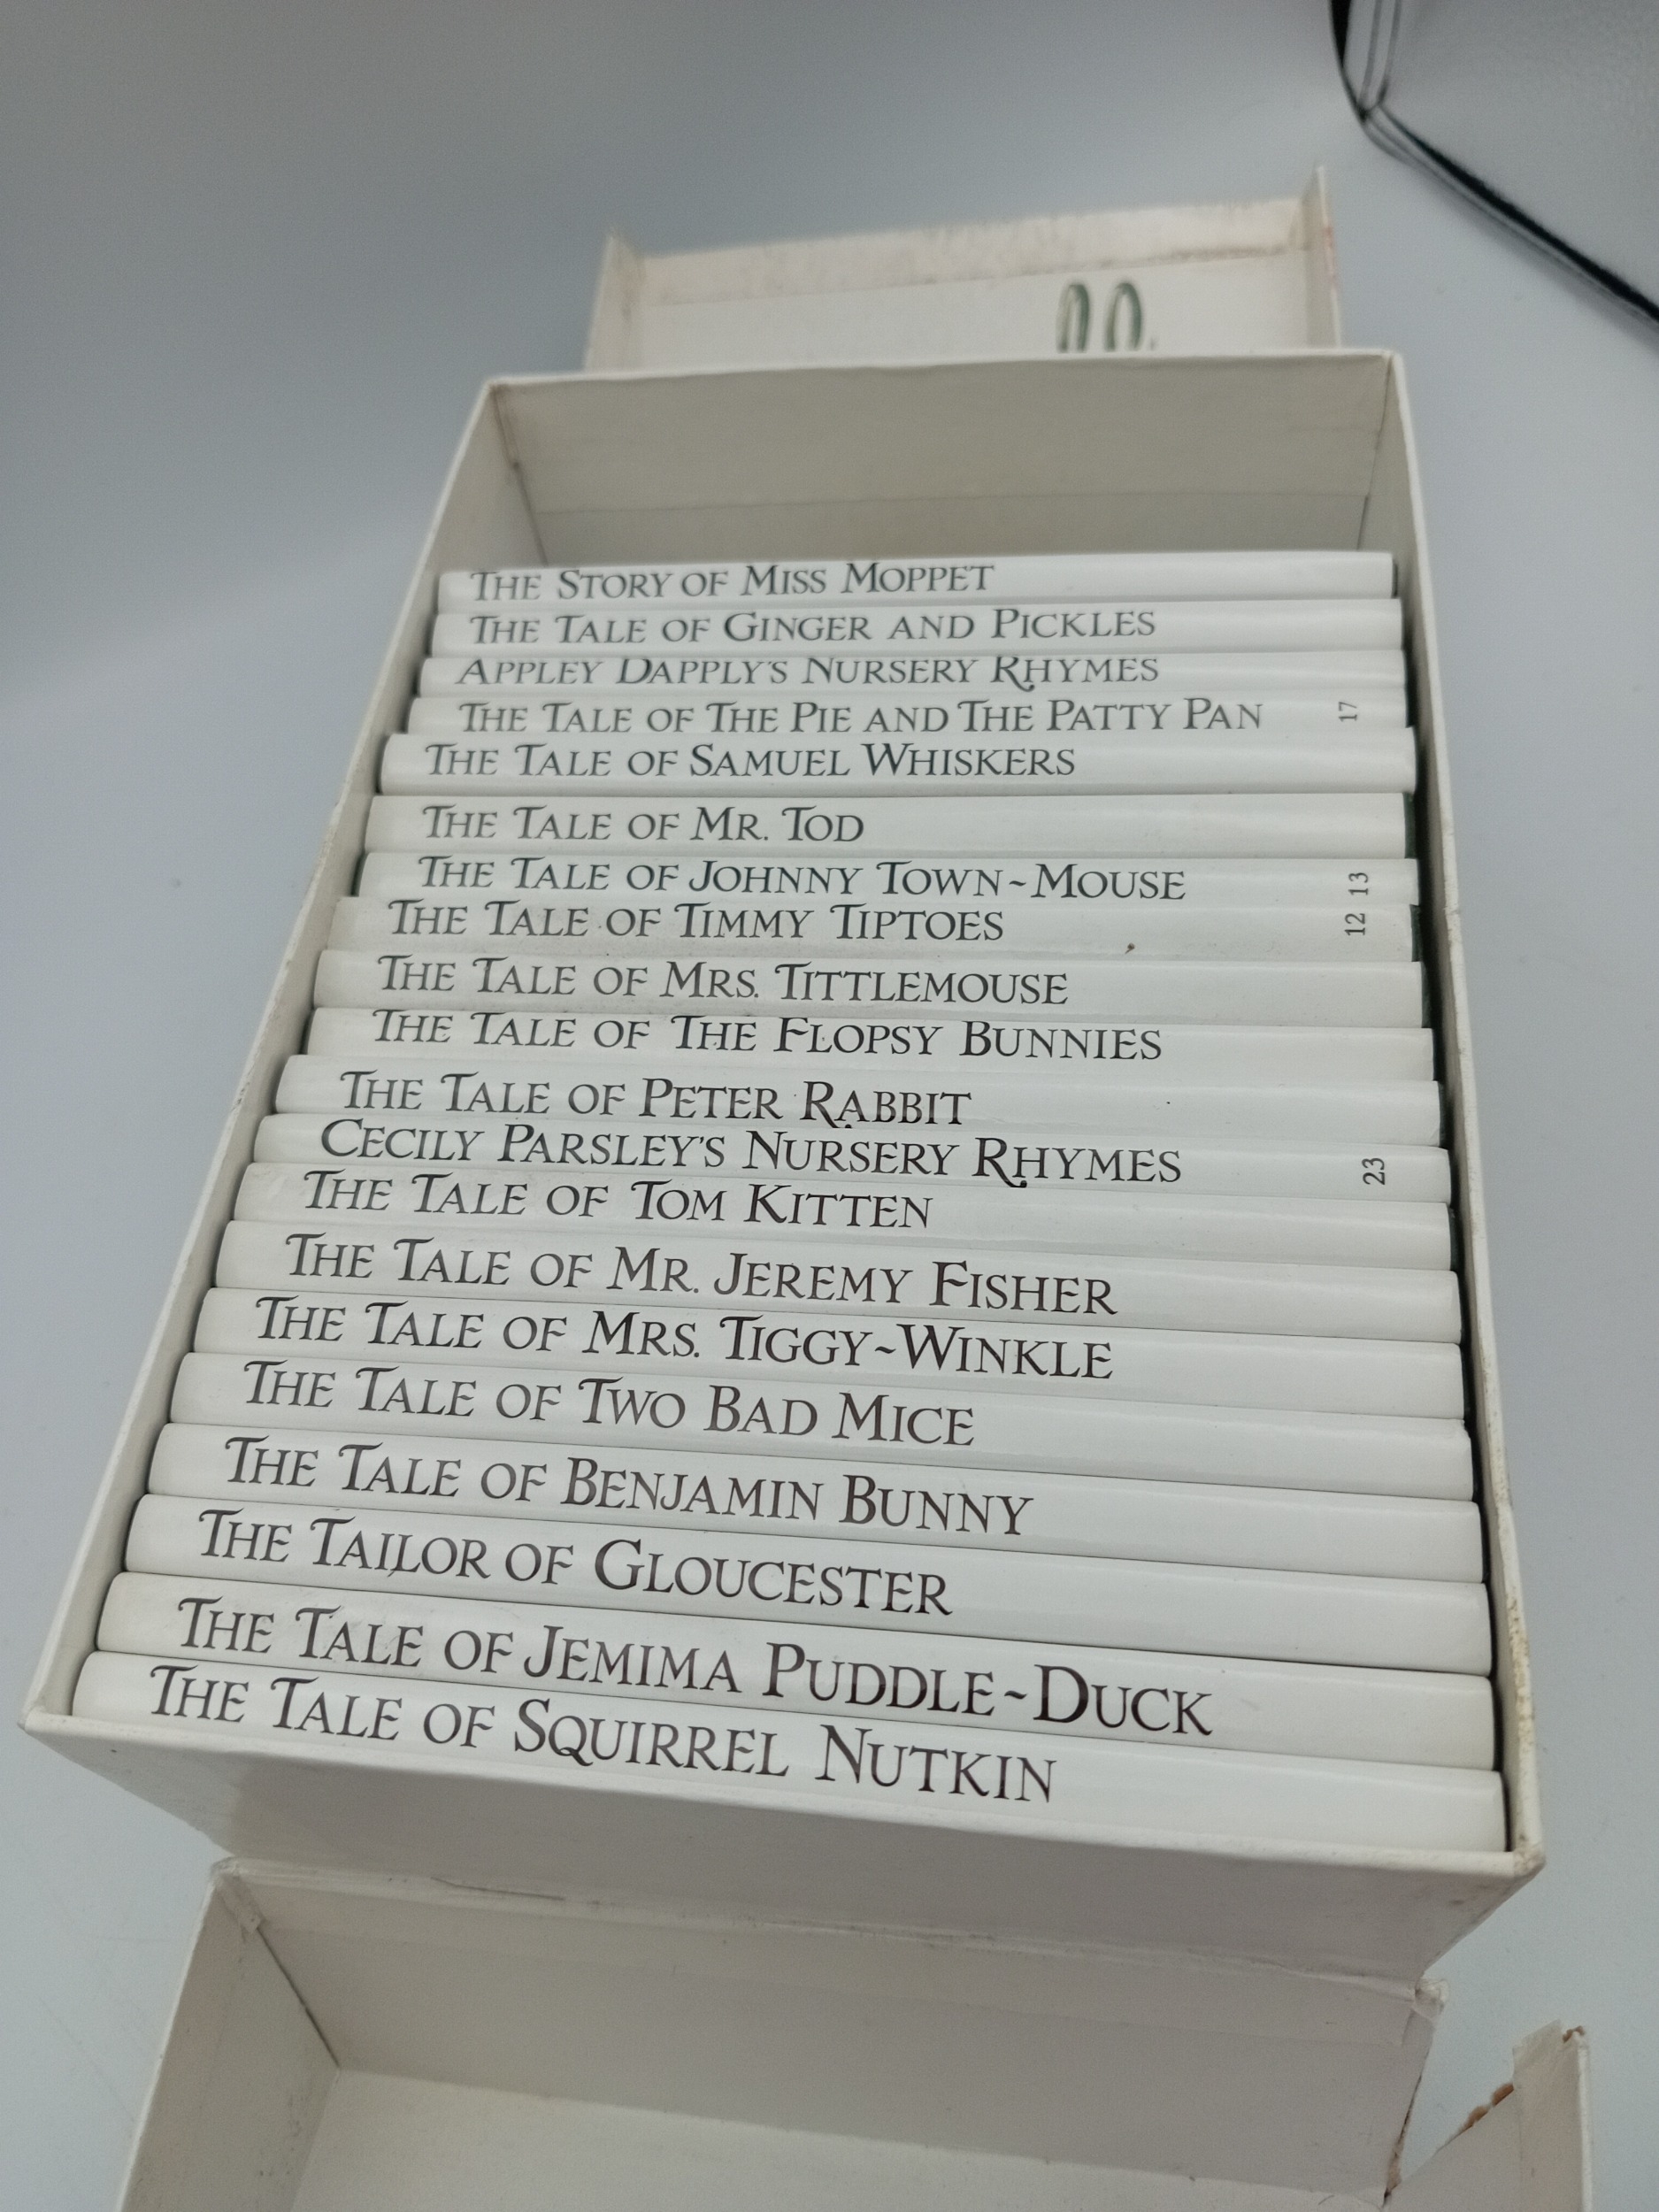 THE STORY OF MISS MOPPET
THE TALE OF GINGER AND PICKLES
APPLEY DAPPLY'S NURSERY RHYMES
THE TALE OF THE PIE AND THE PATTY PAN 17
THE TALE OF SAMUEL WHISKERS
THE TALE OF MR. TOD
THE TALE OF JOHNNY TOWN~MOUSE 13
THE TALE OF TIMMY TIPTOES 12
THE TALE OF MRS. TITTLEMOUSE
THE TALE OF THE FLOPSY BUNNIES
THE TALE OF PETER RABBIT
CECILY PARSLEY'S NURSERY RHYMES 23
THE TALE OF TOM KITTEN
THE TALE OF MR. JEREMY FISHER
THE TALE OF MRS. TIGGY~WINKLE
THE TALE OF TWO BAD MICE
THE TALE OF BENJAMIN BUNNY
THE TAILOR OF GLOUCESTER
THE TALE OF JEMIMA PUDDLE~DUCK
THE TALE OF SQUIRREL NUTKIN